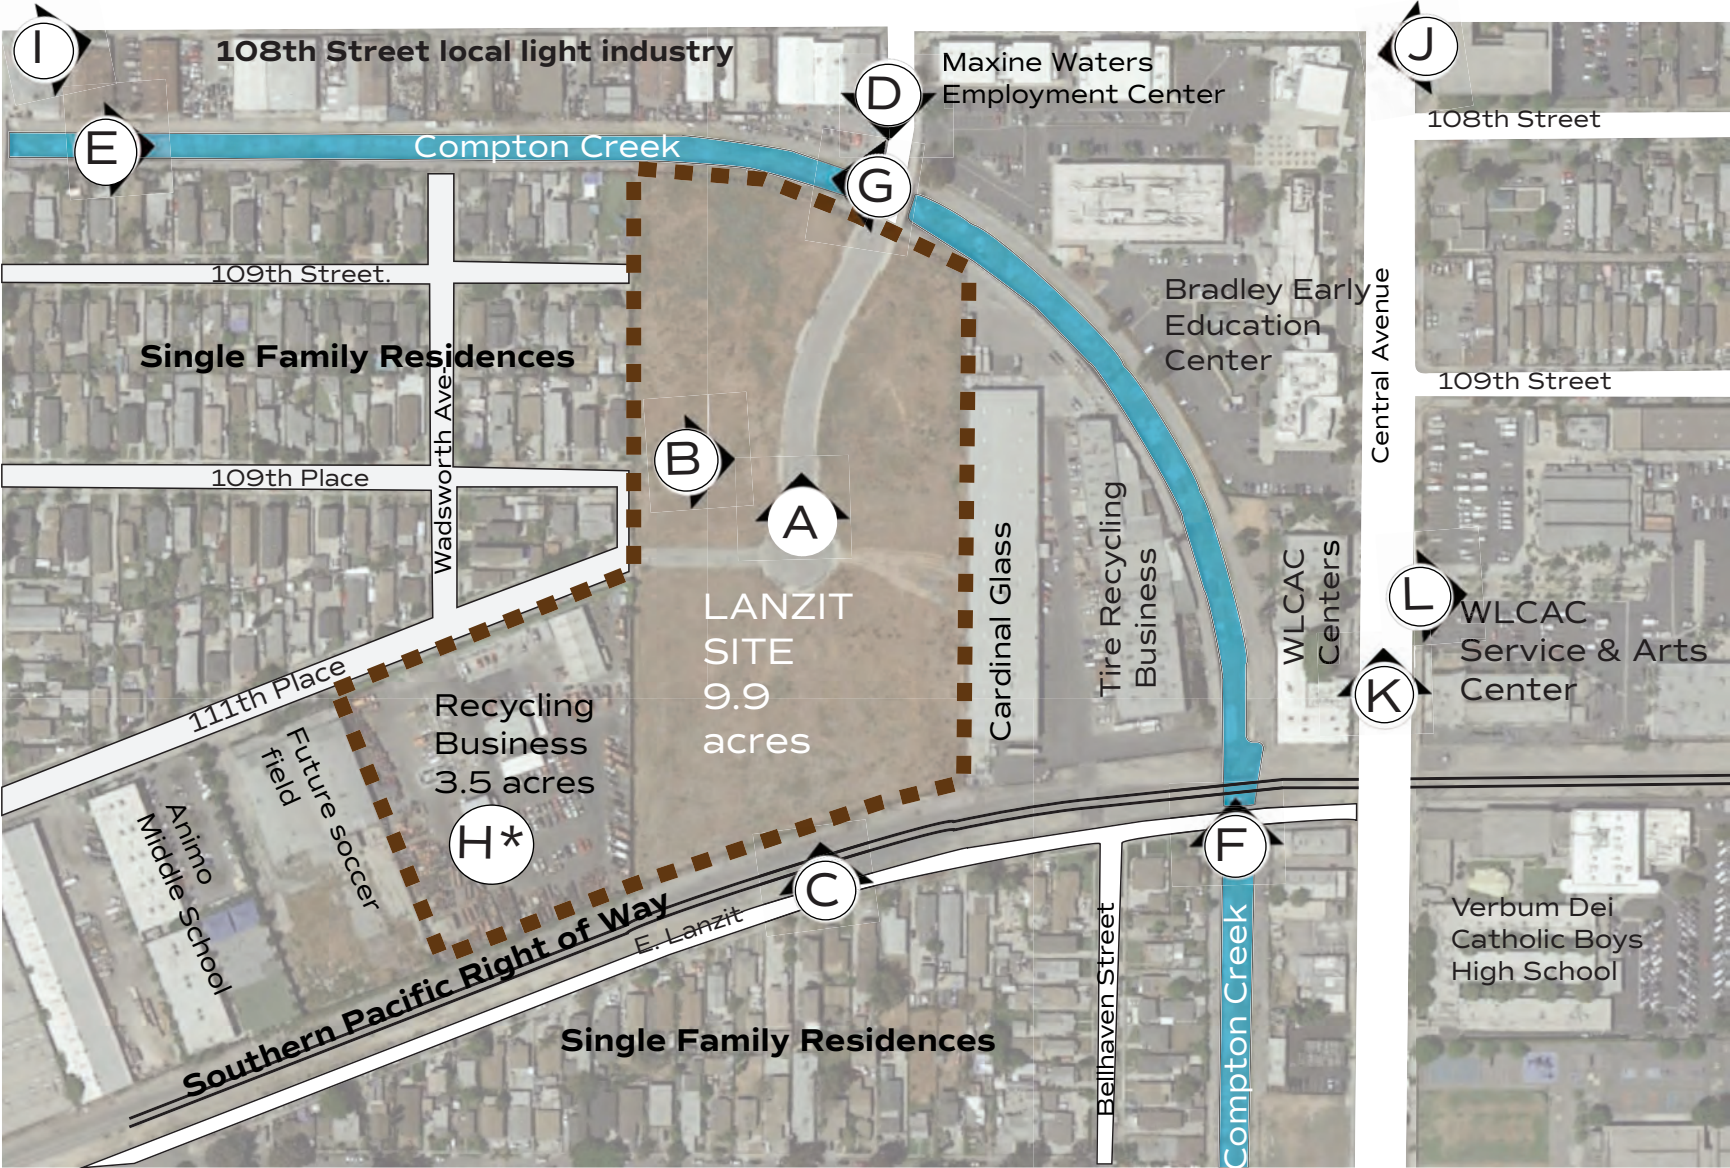 I
108th Street local light industry
J
Maxine Waters
Employment Center
D
108th Street
E
Compton Creek
G
109th Street.
Bradley Early
Education
Center
Central Avenue
Single Family Residences
109th Street
Wadsworth Ave.
B
109th Place
A
Cardinal Glass
Tire Recycling
Business
WLCAC
Centers
L
LANZIT
SITE
9.9
acres
WLCAC
Service & Arts
Center
K
111th Place
Recycling
Business
3.5 acres
Future soccer
field
Animo
Middle School
H*
F
C
Southern Pacific Right of Way
E. Lanzit
Bellhaven Street
Compton Creek
Verbum Dei
Catholic Boys
High School
Single Family Residences